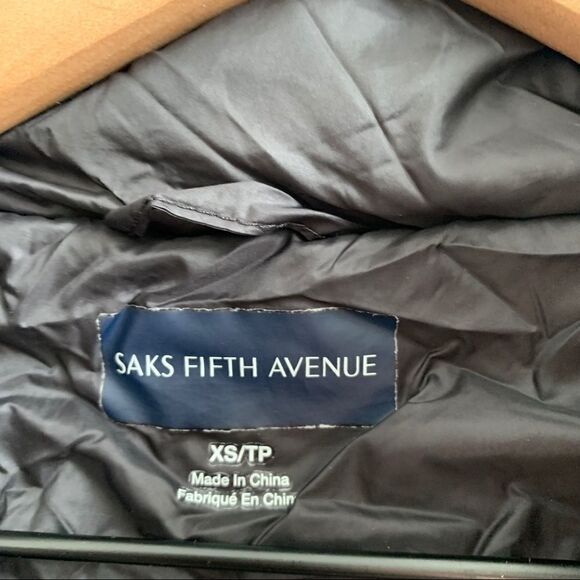 SAKS FIFTH AVENUE
XS/TP
Made In China
Fabriqué En Chin